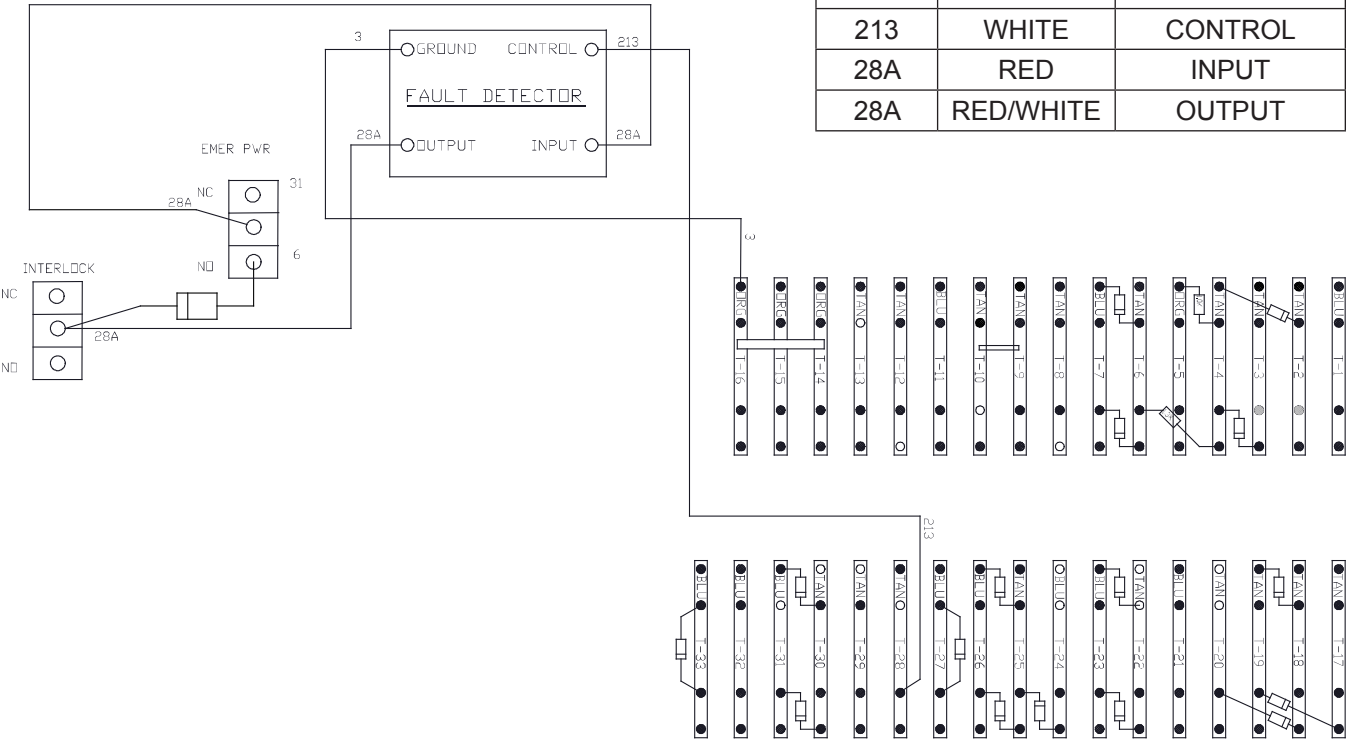 213 WHITE CONTROL
28A RED INPUT
28A RED/WHITE OUTPUT
3
213
GROUND CONTROL
FAULT DETECTOR
28A
28A
OUTPUT INPUT
EMER PWR
NC
31
28A
NO
6
INTERLOCK
NC
28A
NO
3
ORG ORG ORG TAN TAN BLU TAN TAN TAN BLU TAN ORG TAN TAN TAN BLU
T-16 T-15 T-14 T-13 T-12 T-11 T-10 T-9 T-8 T-7 T-6 T-5 T-4 T-3 T-2 T-1
213
BLU BLU BLU TAN TAN TAN BLU BLU TAN BLU BLU TAN BLU TAN TAN TAN TAN
T-33 T-32 T-31 T-30 T-29 T-28 T-27 T-26 T-25 T-24 T-23 T-22 T-21 T-20 T-19 T-18 T-17